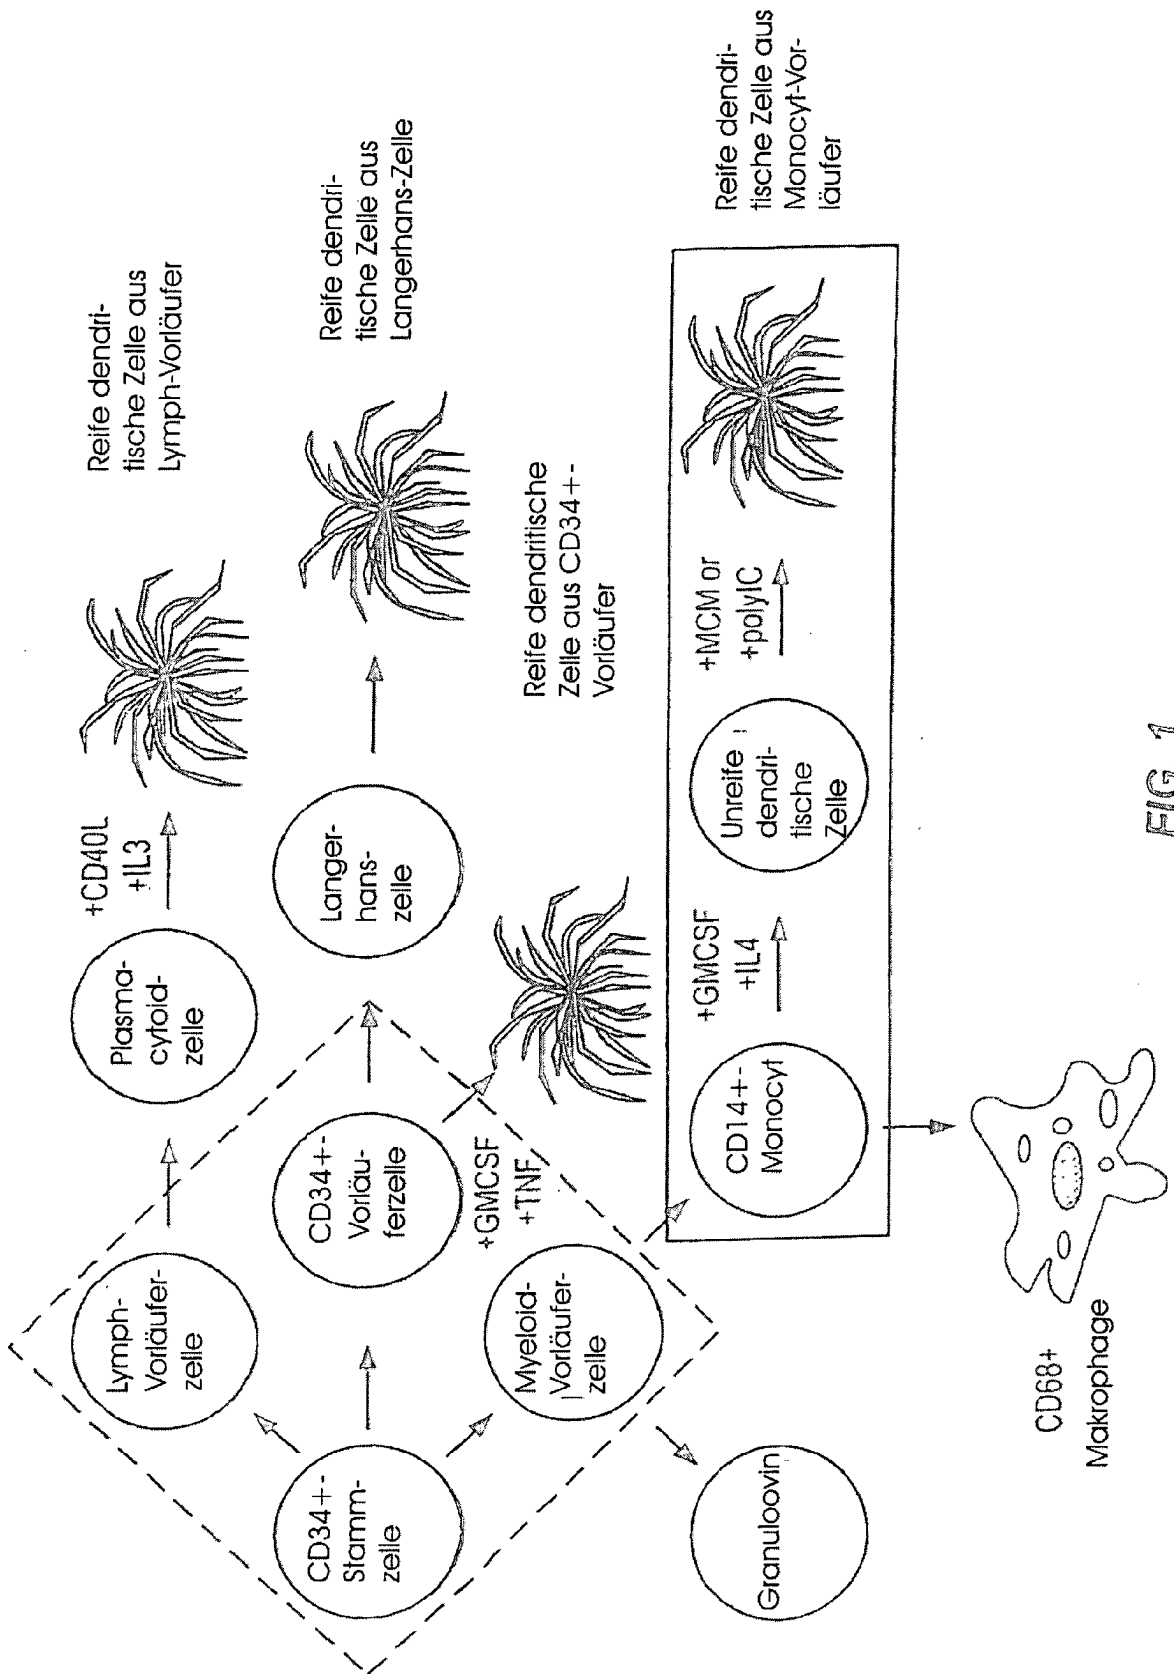 Lymph-
Vorläufer-
zelle
Plasma-
cytoid-
zelle
+CD40L
+IL3
Reife dendri-
tische Zelle aus
Lymph-Vorläufer
CD34+-
Stamm-
zelle
CD34+-
Vorläu-
ferzelle
Langer-
hans-
zelle
Reife dendri-
tische Zelle aus
Langerhans-Zelle
+GMCSF
+TNF
Myeloid-
Vorläufer-
zelle
Reife dendritische
Zelle aus CD34+-
Vorläufer
Granuloovin
CD14+-
Monocyt
+GMCSF
+IL4
Unreife
dendri-
tische
Zelle
+MCM or
+polyIC
Reife dendri-
tische Zelle aus
Monocyt-Vor-
läufer
CD68+
Makrophage
FIG. 1